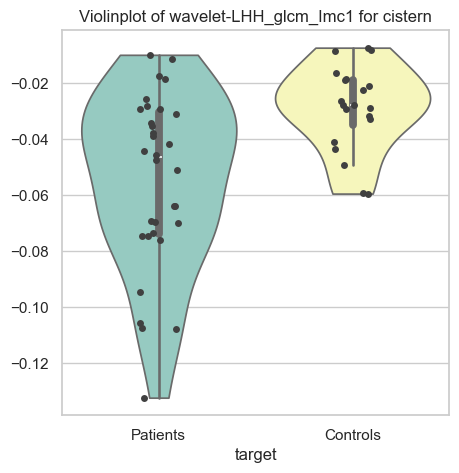 Violinplot of wavelet-LHH_glcm_Imc1 for cistern
−0.02
−0.04
−0.06
−0.08
−0.10
−0.12
Patients
Controls
target